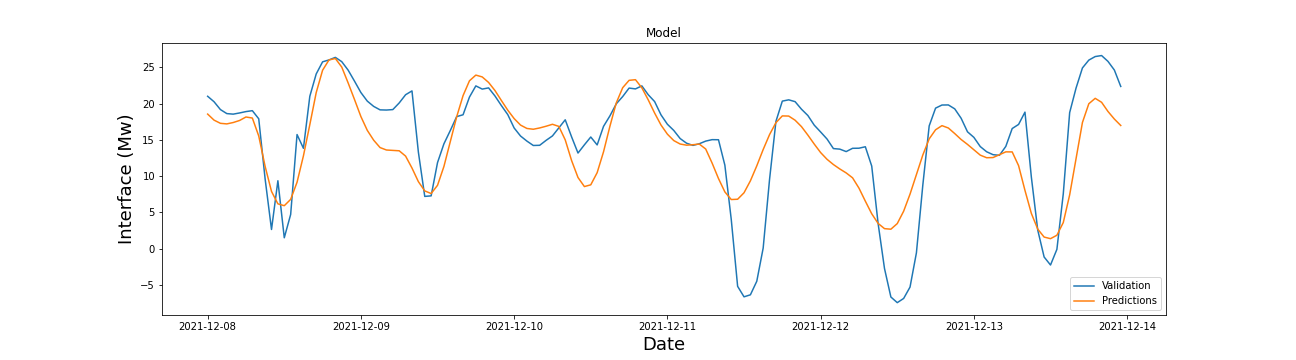 Model
Interface (Mw)
25
20
15
10
5
0
−5
Validation
Predictions
2021-12-08
2021-12-09
2021-12-10
2021-12-11
2021-12-12
2021-12-13
2021-12-14
Date